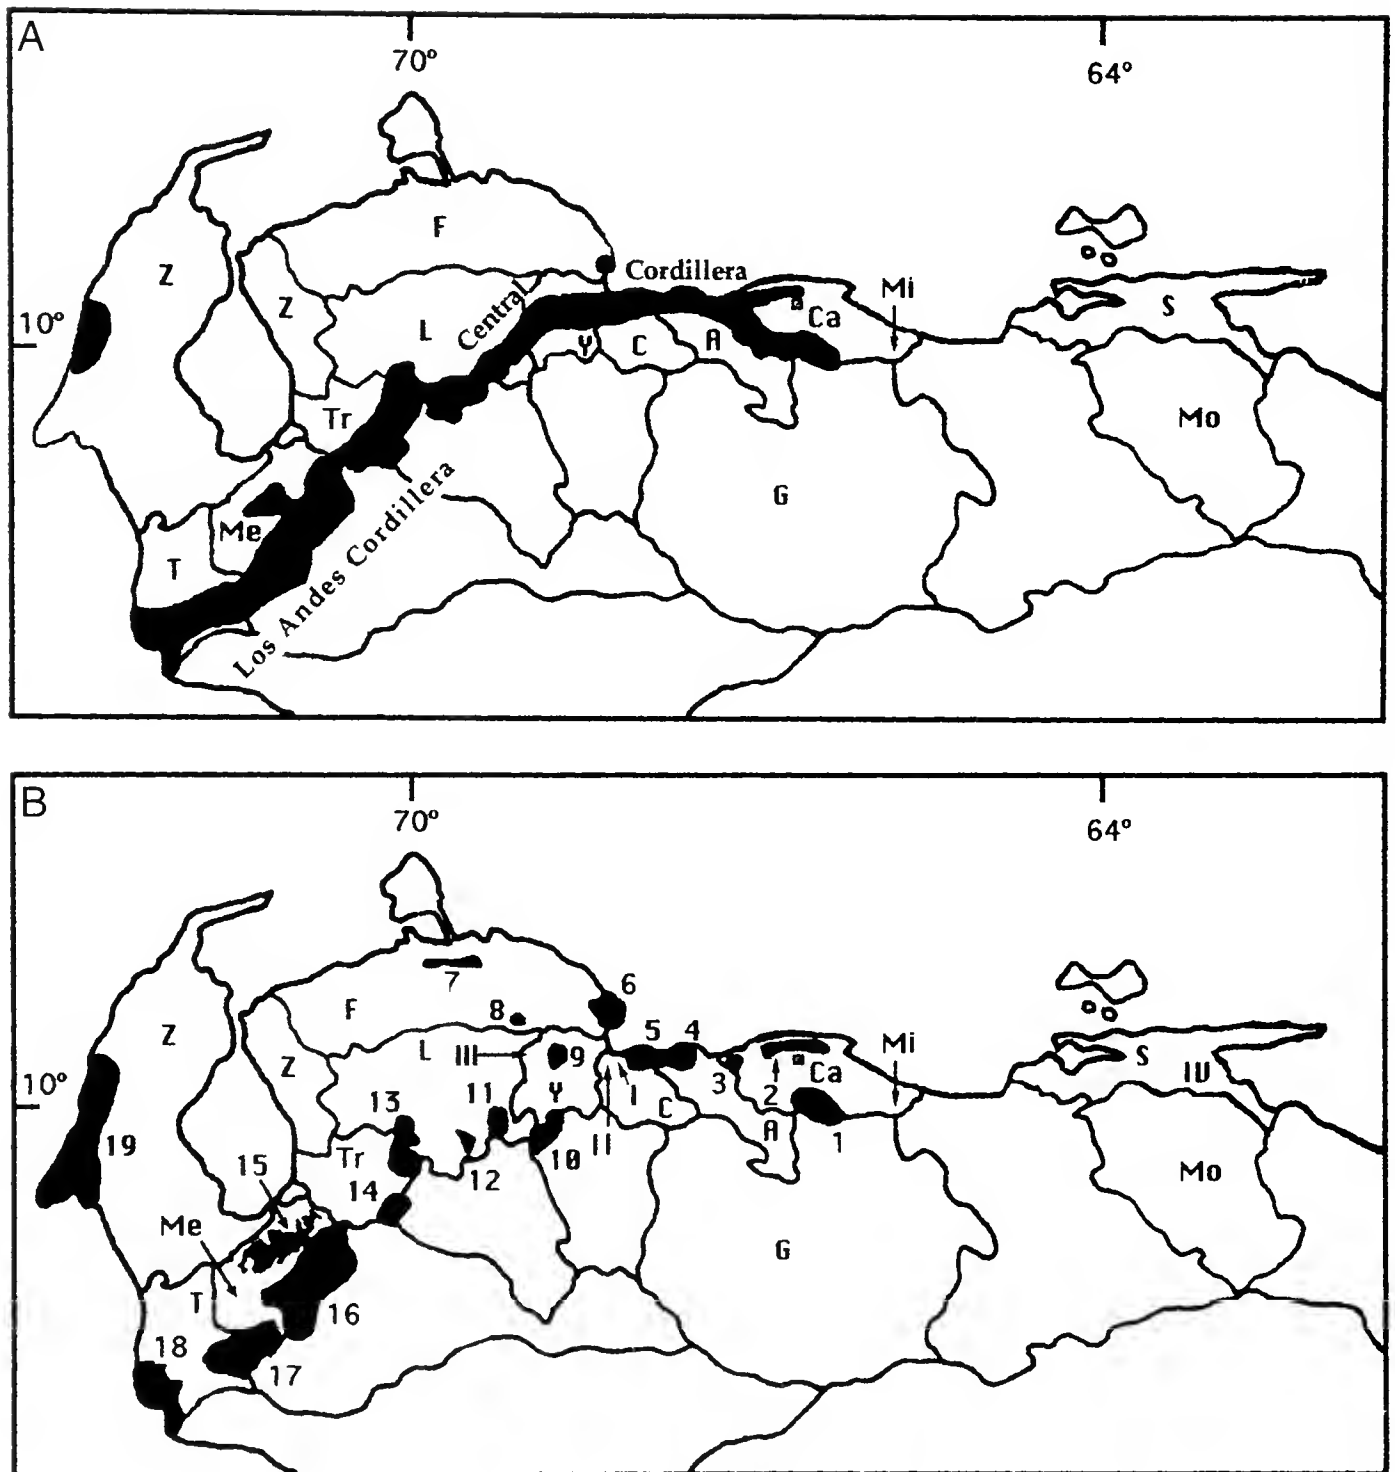 A
70°
64°
Z
F
Cordillera
Mi
Z
Central
S
10°
L
Ca
Y
C
A
Tr
Mo
Me
G
T
Los Andes Cordillera
B
70°
64°
7
6
F
8
5
4
Z
L
III
9
Mi
S
Z
3
2
Ca
IV
10°
11
Y
I
C
13
II
A
1
19
15
Tr
12
10
Mo
14
Me
G
T
16
18
17